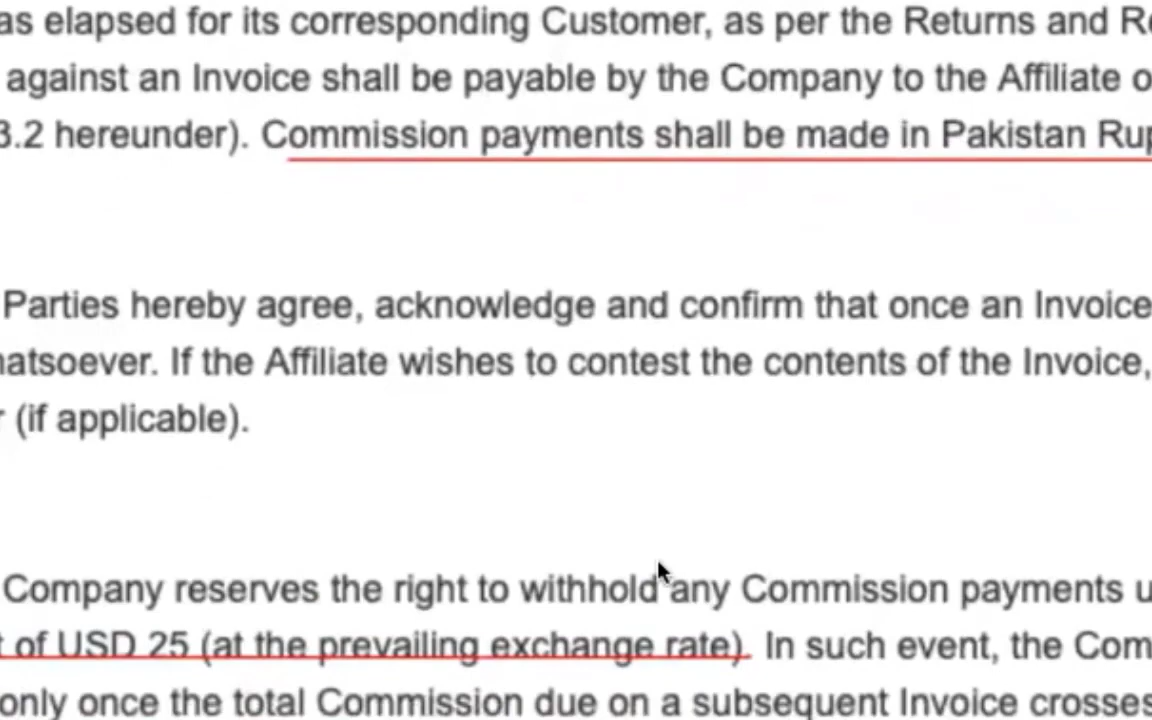 as elapsed for its corresponding Customer, as per the Returns and
against an Invoice shall be payable by the Company to the Affiliate
3.2 hereunder). Commission payments shall be made in Pakistan
Parties hereby agree, acknowledge and confirm that once an Invoice
If the Affiliate wishes to contest the contents of the Invoice,
(if applicable).
Company reserves the right to withhold any Commission payments
of USD 25 (at the prevailing exchange rate). In such event, the
only once the total Commission due on a subsequent Invoice crosses